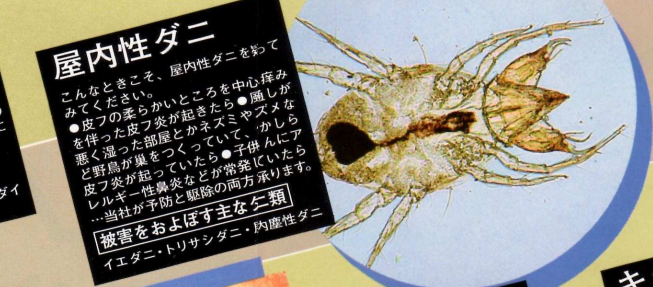 屋内性ダニ
こんなときこそ、屋内性ダニを疑って
みてください。
●皮フの柔らかいところを中心痒み
を伴った皮フ炎が起きたら●風しが
悪く湿った部屋とかネズミやズメな
ど野鳥が巣をつくっていて、かしら
皮フ炎が起っていたら●子供んにア
レルギー性鼻炎などが常発していたら
…当社が予防と駆除の両方承ります。
被害をおよぼす主な仁類
イエダニ・トリサシダニ・内塵性ダニ
ダイ
キ